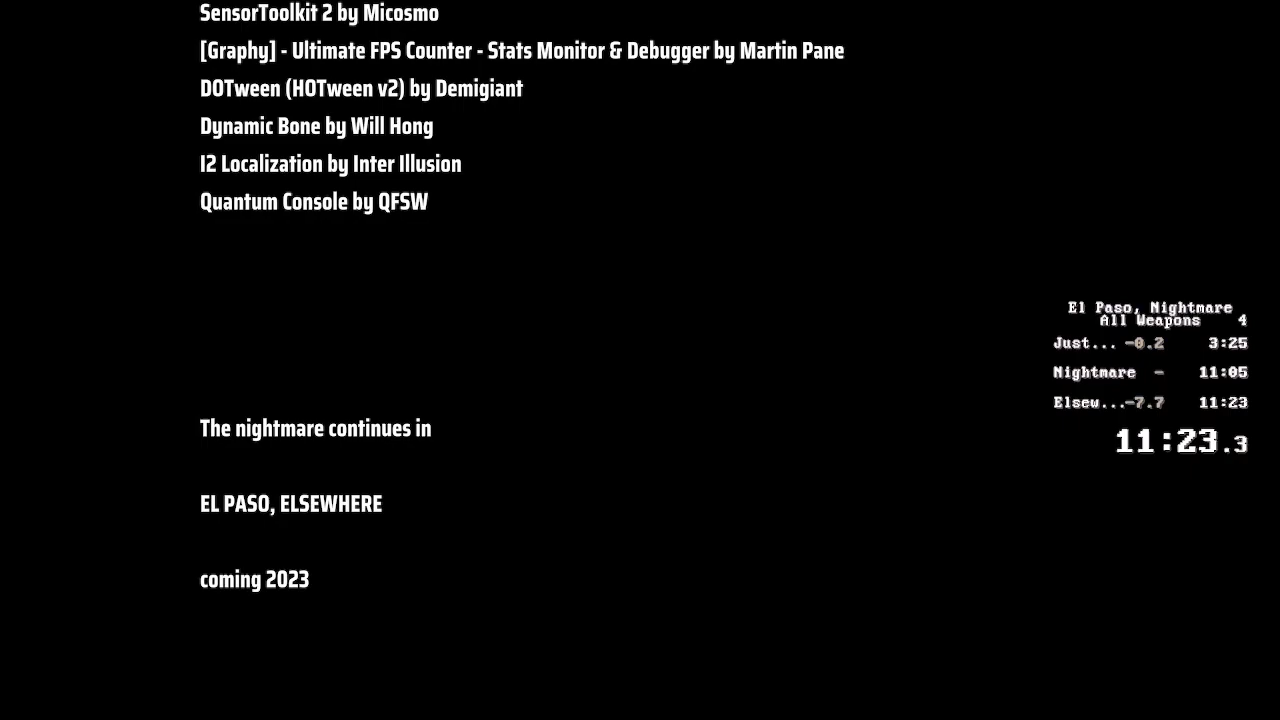 SensorToolkit 2 by Micosmo
[Graphy] - Ultimate FPS Counter - Stats Monitor & Debugger by Martin Pane
DOTween (HOTween v2) by Demigiant
Dynamic Bone by Will Hong
I2 Localization by Inter Illusion
Quantum Console by QFSW
El Paso, Nightmare
All Weapons 4
Just... -0.2 3:25
Nightmare - 11:05
Elsew...-7.7 11:23
11:23.3
The nightmare continues in
EL PASO, ELSEWHERE
coming 2023